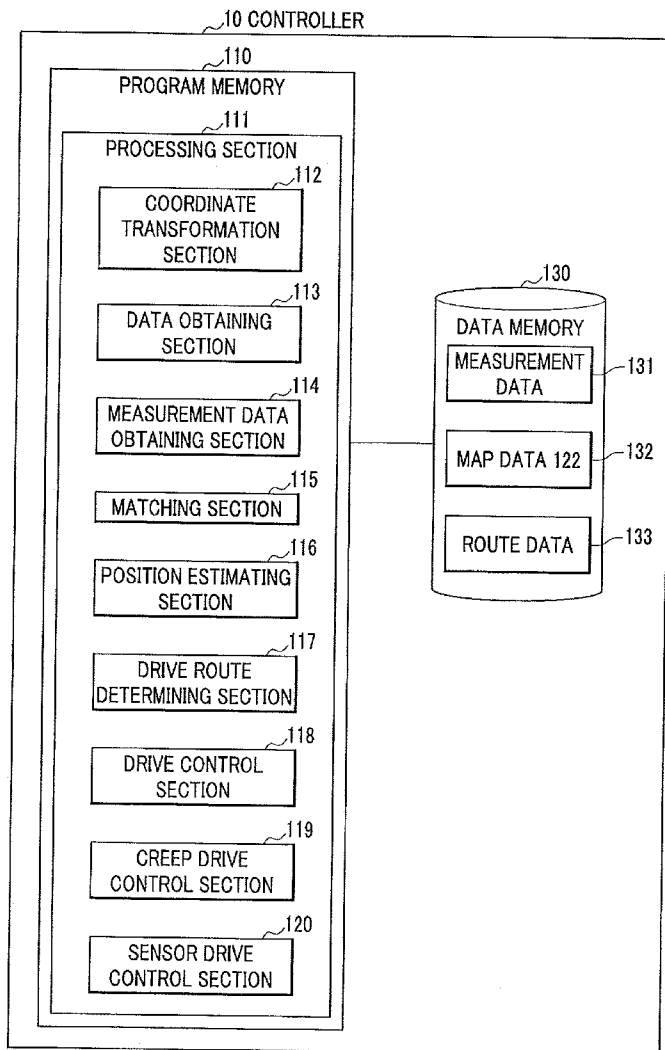 10 CONTROLLER
110
PROGRAM MEMORY
111
PROCESSING SECTION
112
COORDINATE
TRANSFORMATION
SECTION
113
DATA OBTAINING
SECTION
114
MEASUREMENT DATA
OBTAINING SECTION
115
MATCHING SECTION
116
POSITION ESTIMATING
SECTION
117
DRIVE ROUTE
DETERMINING SECTION
118
DRIVE CONTROL
SECTION
119
CREEP DRIVE
CONTROL SECTION
120
SENSOR DRIVE
CONTROL SECTION
130
DATA MEMORY
MEASUREMENT
DATA
131
MAP DATA 122
132
ROUTE DATA
133